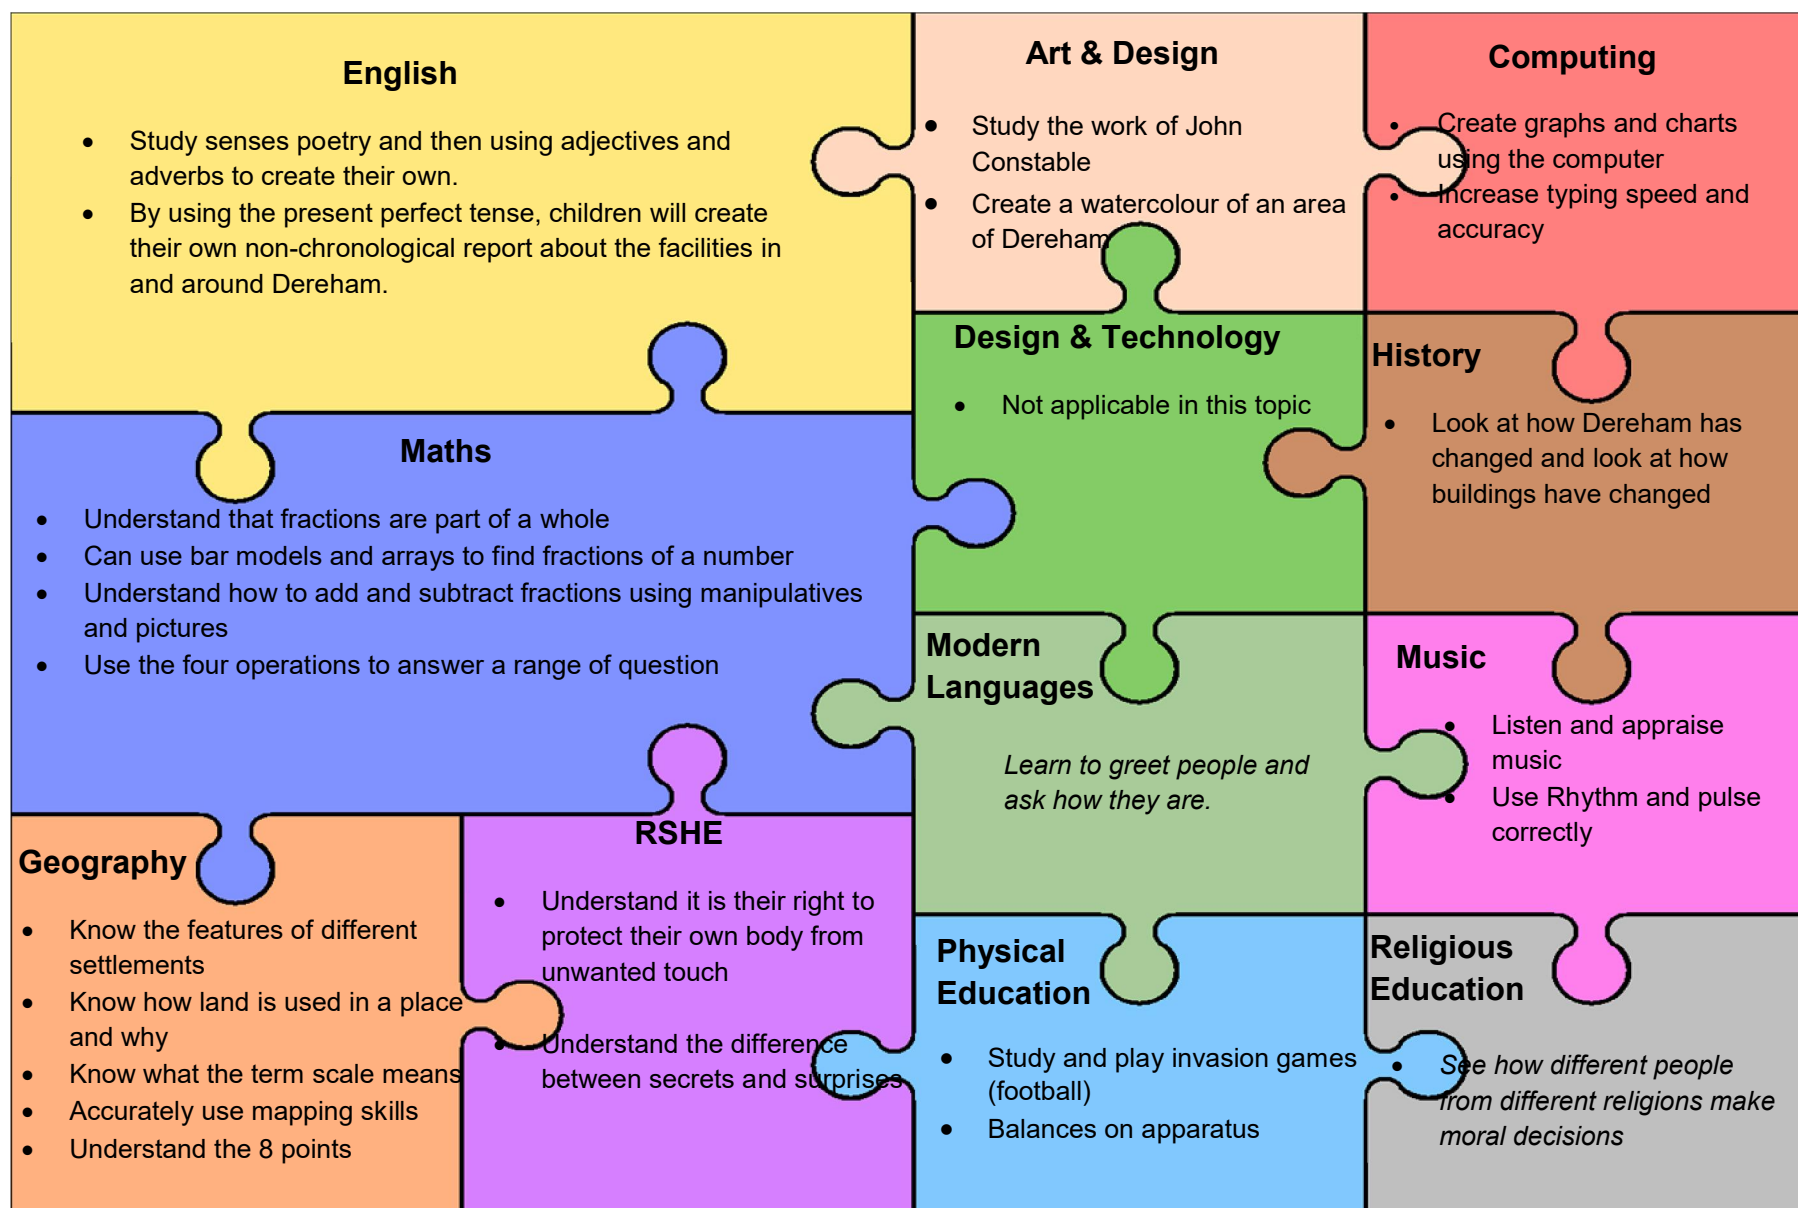 English
• Study senses poetry and then using adjectives and
adverbs to create their own.
• By using the present perfect tense, children will create
their own non-chronological report about the facilities in
and around Dereham.
Art & Design
• Study the work of John
Constable
• Create a watercolour of an area
of Dereham
Computing
• Create graphs and charts
using the computer
• Increase typing speed and
accuracy
Design & Technology
• Not applicable in this topic
History
• Look at how Dereham has
changed and look at how
buildings have changed
Maths
• Understand that fractions are part of a whole
• Can use bar models and arrays to find fractions of a number
• Understand how to add and subtract fractions using manipulatives
and pictures
• Use the four operations to answer a range of question
Modern
Languages
Learn to greet people and
ask how they are.
Music
• Listen and appraise
music
• Use Rhythm and pulse
correctly
Geography
• Know the features of different
settlements
• Know how land is used in a place
and why
• Know what the term scale means
• Accurately use mapping skills
• Understand the 8 points
RSHE
• Understand it is their right to
protect their own body from
unwanted touch
• Understand the difference
between secrets and surprises
Physical
Education
• Study and play invasion games
(football)
• Balances on apparatus
Religious
Education
• See how different people
from different religions make
moral decisions